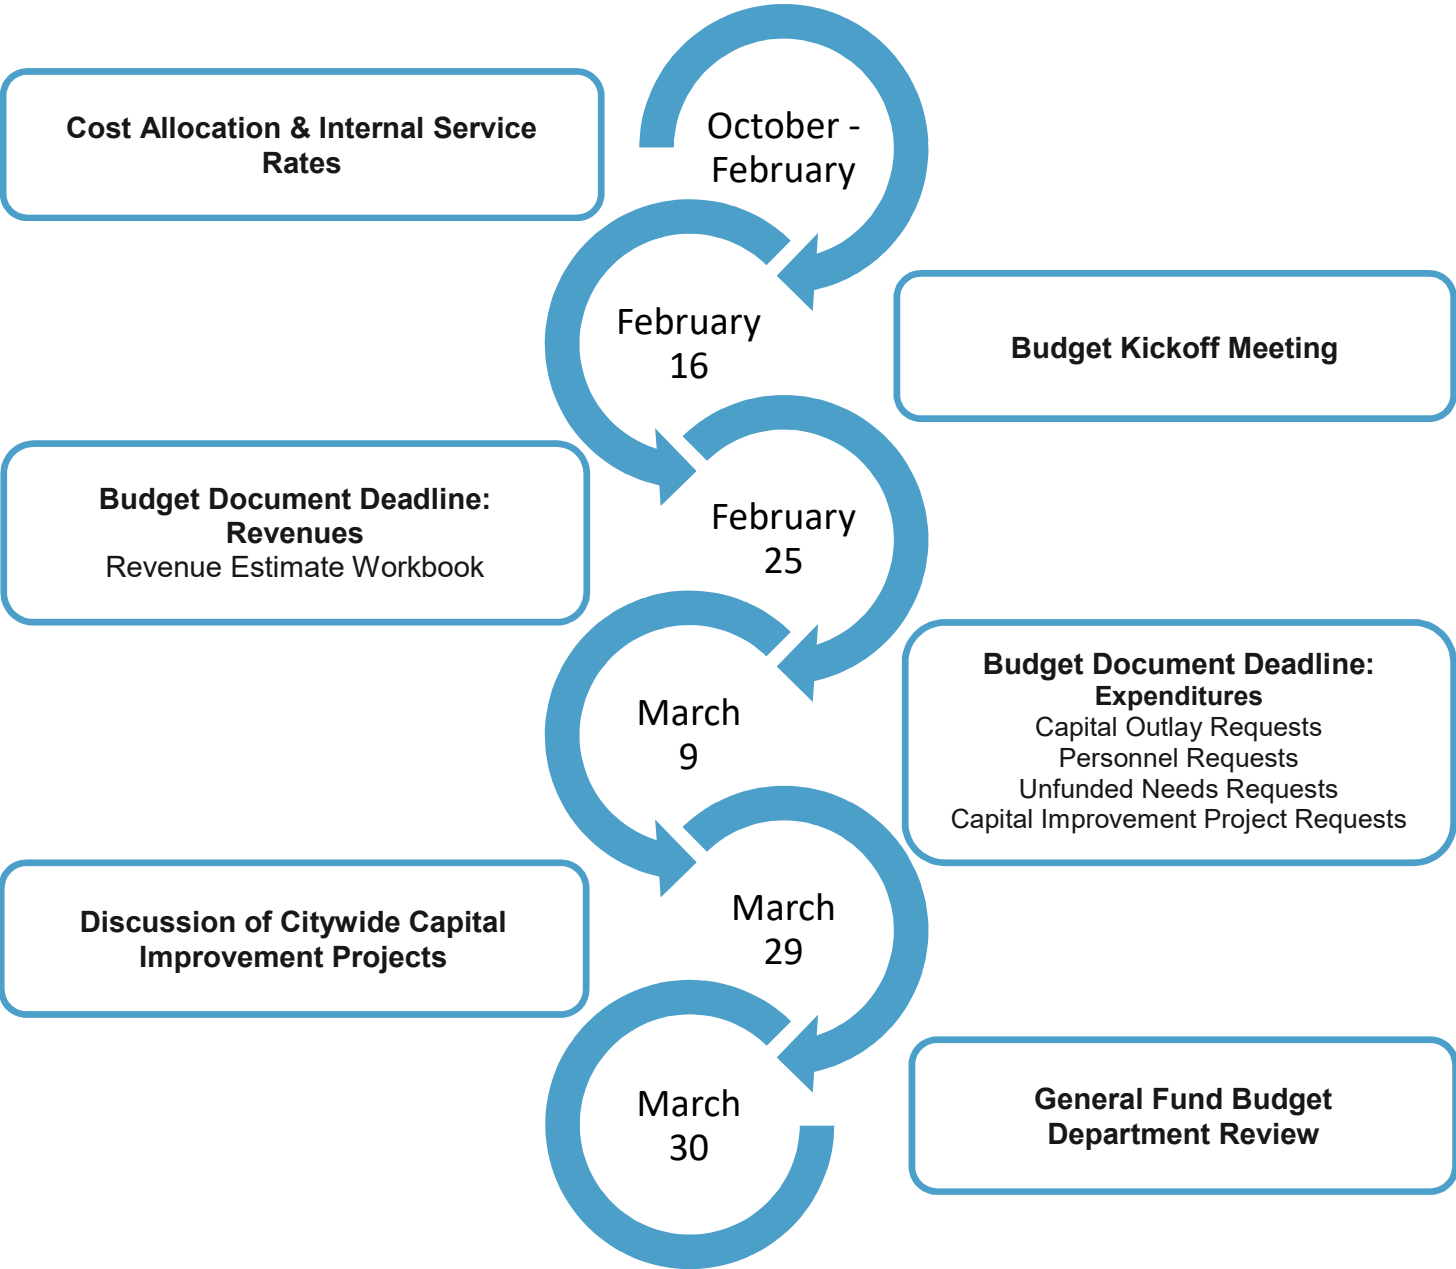 Cost Allocation & Internal Service
Rates
October -
February
February
16
Budget Kickoff Meeting
Budget Document Deadline:
Revenues
Revenue Estimate Workbook
February
25
March
9
Budget Document Deadline:
Expenditures
Capital Outlay Requests
Personnel Requests
Unfunded Needs Requests
Capital Improvement Project Requests
Discussion of Citywide Capital
Improvement Projects
March
29
March
30
General Fund Budget
Department Review